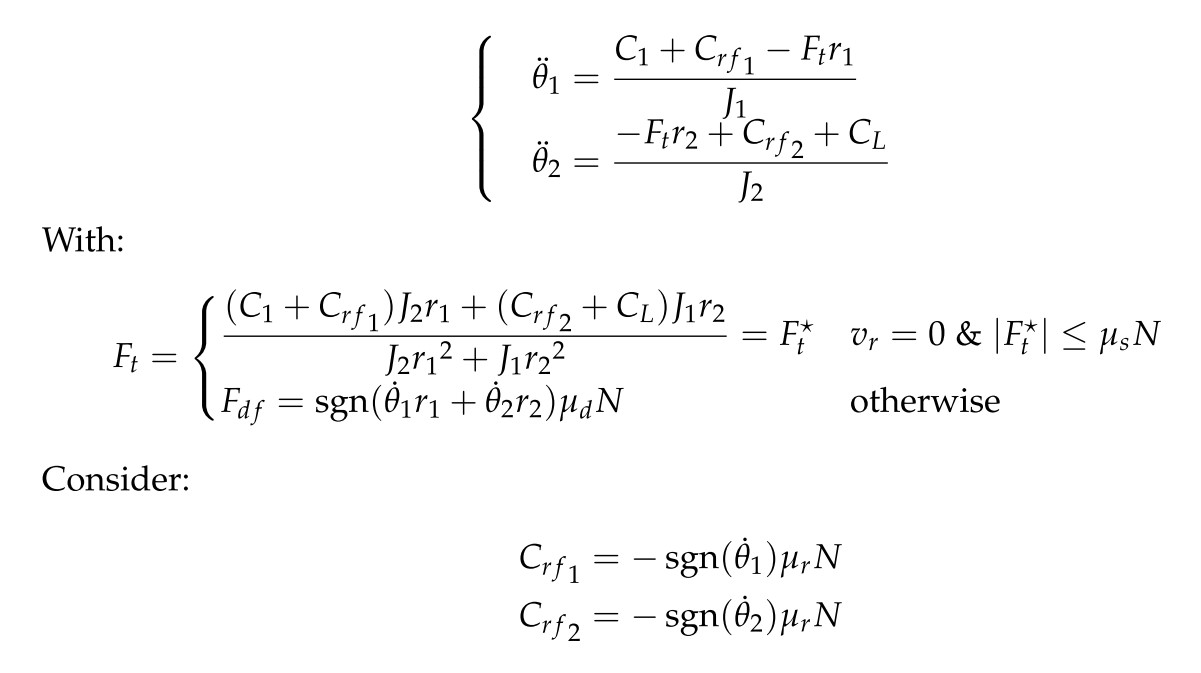 θ̈₁ = (C₁ + C_{rf₁} − F_t r₁) / J₁
θ̈₂ = (−F_t r₂ + C_{rf₂} + C_L) / J₂
With:
F_t = { ((C₁ + C_{rf₁})J₂r₁ + (C_{rf₂} + C_L)J₁r₂) / (J₂r₁² + J₁r₂²) = F_t^⋆   v_r = 0 & |F_t^⋆| ≤ μ_s N
F_{df} = sgn(θ̇₁r₁ + θ̇₂r₂)μ_d N   otherwise
Consider:
C_{rf₁} = − sgn(θ̇₁)μ_r N
C_{rf₂} = − sgn(θ̇₂)μ_r N